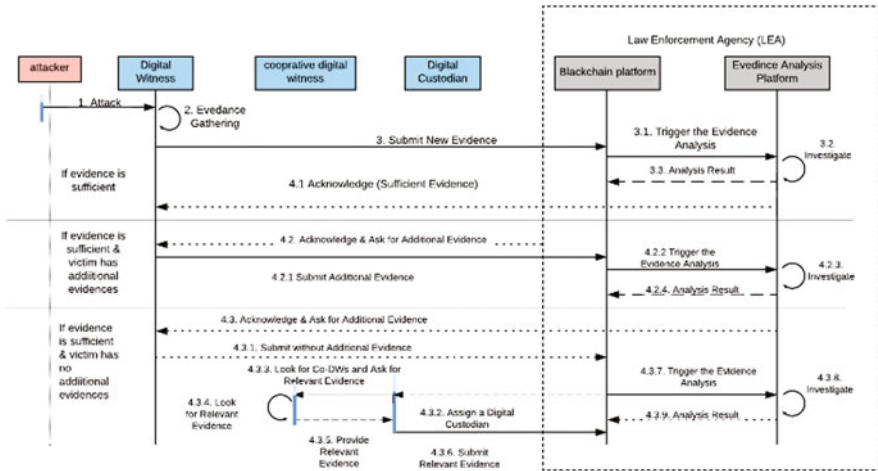 Law Enforcement Agency (LEA)
attacker
Digital
Witness
cooprative digital
witness
Digital
Custodian
Blackchain platform
Evedince Analysis
Platform
1. Attack
2. Evedance
Gathering
3. Submit New Evidence
3.1. Trigger the Evidence
Analysis
3.2.
Investigate
3.3. Analysis Result
If evidence is
sufficient
4.1 Acknowledge (Sufficient Evidence)
If evidence is
sufficient &
victim has
addiitional
evidences
4.2. Acknowledge & Ask for Additional Evidence
4.2.1 Submit Additional Evidence
4.2.2 Trigger the
Evidence Analysis
4.2.3.
Investigate
4.2.4. Analysis Result
If evidence
is sufficient
& victim has
no
addiitional
evidences
4.3. Acknowledge & Ask for Additional Evidence
4.3.1. Submit without Additional Evidence
4.3.3. Look for Co-DWs and Ask for
Relevant Evidence
4.3.7. Trigger the Evidence
Analysis
4.3.8.
Investigate
4.3.4. Look
for Relevant
Evidence
4.3.2. Assign a Digital
Custodian
4.3.9. Analysis Result
4.3.5. Provide
Relevant
Evidence
4.3.6. Submit
Relevant Evidence